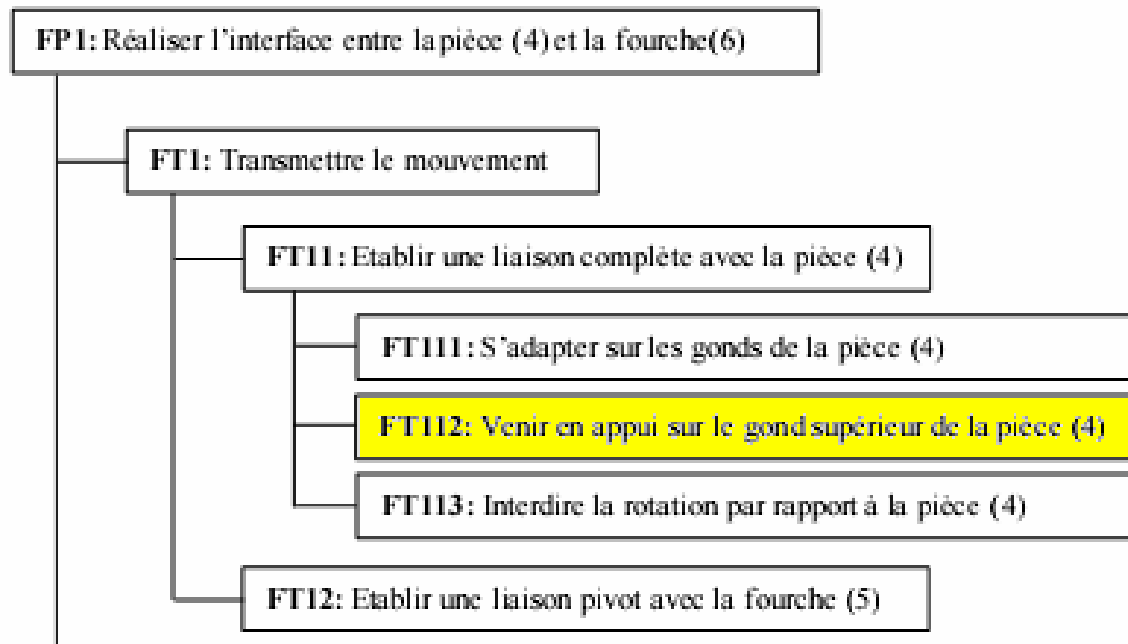 FP1: Réaliser l'interface entre la pièce (4) et la fourche(6)
FT1: Transmettre le mouvement
FT11: Etablir une liaison complète avec la pièce (4)
FT111: S'adapter sur les gonds de la pièce (4)
FT112: Venir en appui sur le gond supérieur de la pièce (4)
FT113: Interdire la rotation par rapport à la pièce (4)
FT12: Etablir une liaison pivot avec la fourche (5)